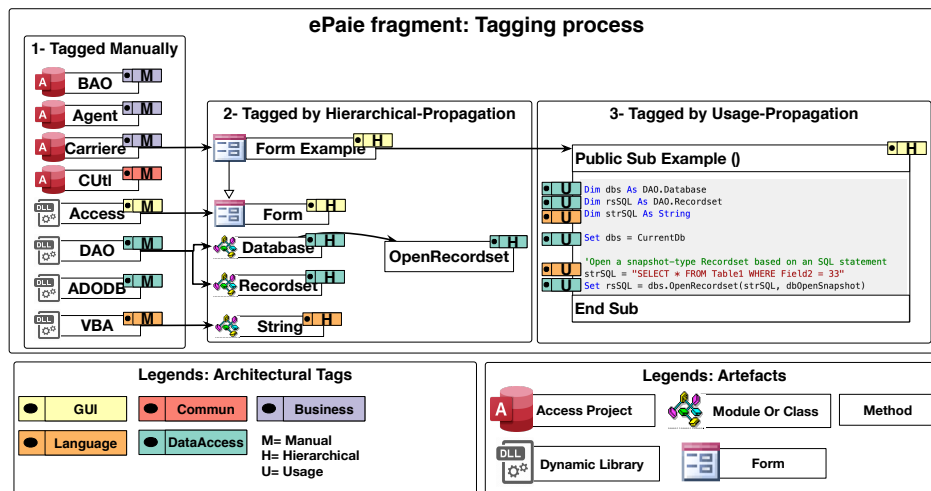 ePaie fragment: Tagging process
1- Tagged Manually
M
A
BAO
M
A
Agent
M
A
Carriere
M
A
CUtl
M
DLL
Access
M
DLL
DAO
M
DLL
ADODB
M
DLL
VBA
2- Tagged by Hierarchical-Propagation
H
Form Example
H
Form
H
Database
H
OpenRecordset
H
Recordset
H
String
3- Tagged by Usage-Propagation
H
Public Sub Example ()
U Dim dbs As DAO.Database
U Dim rsSQL As DAO.Recordset
U Dim strSQL As String
U Set dbs = CurrentDb
'Open a snapshot-type Recordset based on an SQL statement
U strSQL = "SELECT * FROM Table1 WHERE Field2 = 33"
U Set rsSQL = dbs.OpenRecordset(strSQL, dbOpenSnapshot)
End Sub
Legends: Architectural Tags
GUI
Commun
Business
Language
DataAccess
M= Manual
H= Hierarchical
U= Usage
Legends: Artefacts
A
Access Project
Module Or Class
Method
DLL
Dynamic Library
Form